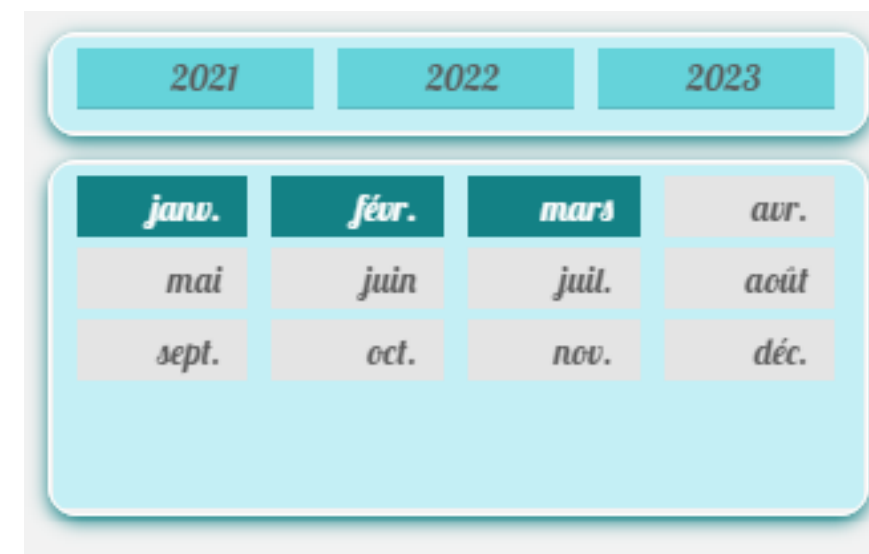 2021 2022 2023
janv. févr. mars avr.
mai juin juil. août
sept. oct. nov. déc.